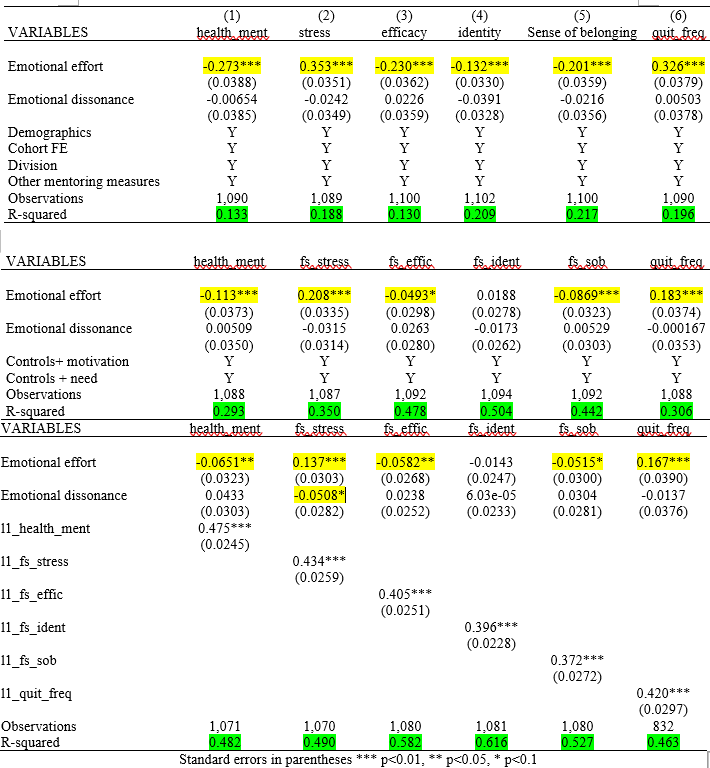 (1) (2) (3) (4) (5) (6)
VARIABLES health_ment stress efficacy identity Sense of belonging quit_freq
Emotional effort -0.273*** 0.353*** -0.230*** -0.132*** -0.201*** 0.326***
(0.0388) (0.0351) (0.0362) (0.0330) (0.0359) (0.0379)
Emotional dissonance -0.00654 -0.0242 0.0226 -0.0391 -0.0216 0.00503
(0.0385) (0.0349) (0.0359) (0.0328) (0.0356) (0.0378)
Demographics Y Y Y Y Y Y
Cohort FE Y Y Y Y Y Y
Division Y Y Y Y Y Y
Other mentoring measures Y Y Y Y Y Y
Observations 1,090 1,089 1,100 1,102 1,100 1,090
R-squared 0.133 0.188 0.130 0.209 0.217 0.196
VARIABLES health_ment fs_stress fs_effic fs_ident fs_sob quit_freq
Emotional effort -0.113*** 0.208*** -0.0493* 0.0188 -0.0869*** 0.183***
(0.0373) (0.0335) (0.0298) (0.0278) (0.0323) (0.0374)
Emotional dissonance 0.00509 -0.0315 0.0263 -0.0173 0.00529 -0.000167
(0.0350) (0.0314) (0.0280) (0.0262) (0.0303) (0.0353)
Controls+ motivation Y Y Y Y Y Y
Controls + need Y Y Y Y Y Y
Observations 1,088 1,087 1,092 1,094 1,092 1,088
R-squared 0.293 0.350 0.478 0.504 0.442 0.306
VARIABLES health_ment fs_stress fs_effic fs_ident fs_sob quit_freq
Emotional effort -0.0651** 0.137*** -0.0582** -0.0143 -0.0515* 0.167***
(0.0323) (0.0303) (0.0268) (0.0247) (0.0300) (0.0390)
Emotional dissonance 0.0433 -0.0508* 0.0238 6.03e-05 0.0304 -0.0137
(0.0303) (0.0282) (0.0252) (0.0233) (0.0281) (0.0376)
l1_health_ment 0.475***
(0.0245)
l1_fs_stress 0.434***
(0.0259)
l1_fs_effic 0.405***
(0.0251)
l1_fs_ident 0.396***
(0.0228)
l1_fs_sob 0.372***
(0.0272)
l1_quit_freq 0.420***
(0.0297)
Observations 1,071 1,070 1,080 1,081 1,080 832
R-squared 0.482 0.490 0.582 0.616 0.527 0.463
Standard errors in parentheses *** p<0.01, ** p<0.05, * p<0.1